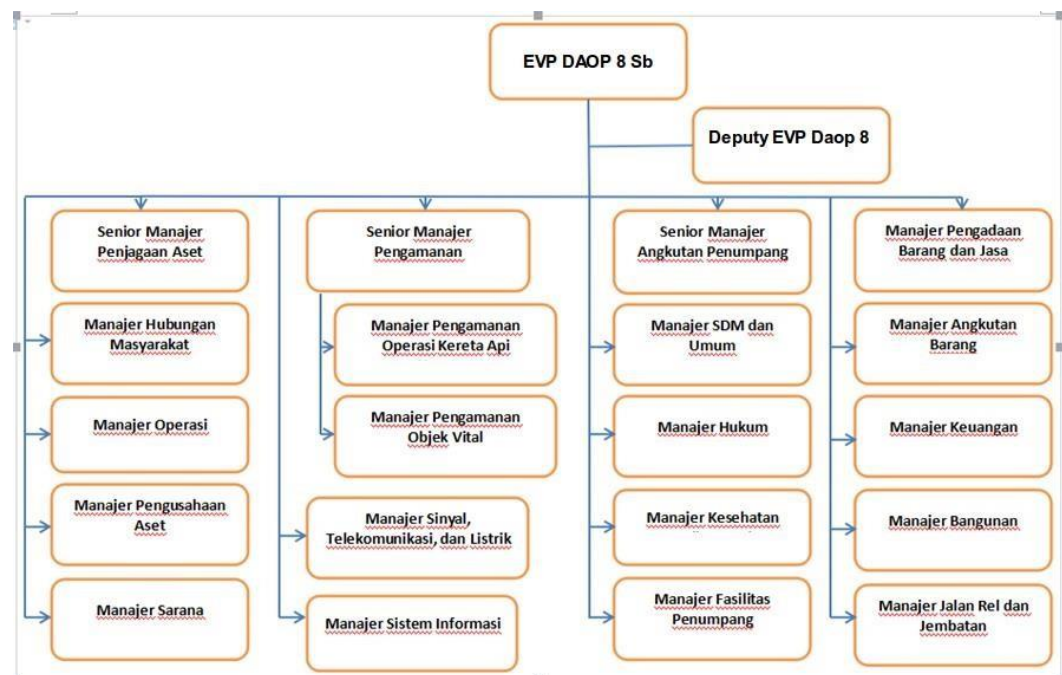 EVP DAOP 8 Sb
Deputy EVP Daop 8
Senior Manajer
Penjagaan Aset
Senior Manajer
Pengamanan
Senior Manajer
Angkutan Penumpang
Manajer Pengadaan
Barang dan Jasa
Manajer Hubungan
Masyarakat
Manajer Pengamanan
Operasi Kereta Api
Manajer SDM dan
Umum
Manajer Angkutan
Barang
Manajer Operasi
Manajer Pengamanan
Objek Vital
Manajer Hukum
Manajer Keuangan
Manajer Pengusahaan
Aset
Manajer Sinyal,
Telekomunikasi, dan Listrik
Manajer Kesehatan
Manajer Bangunan
Manajer Sarana
Manajer Sistem Informasi
Manajer Fasilitas
Penumpang
Manajer Jalan Rel dan
Jembatan